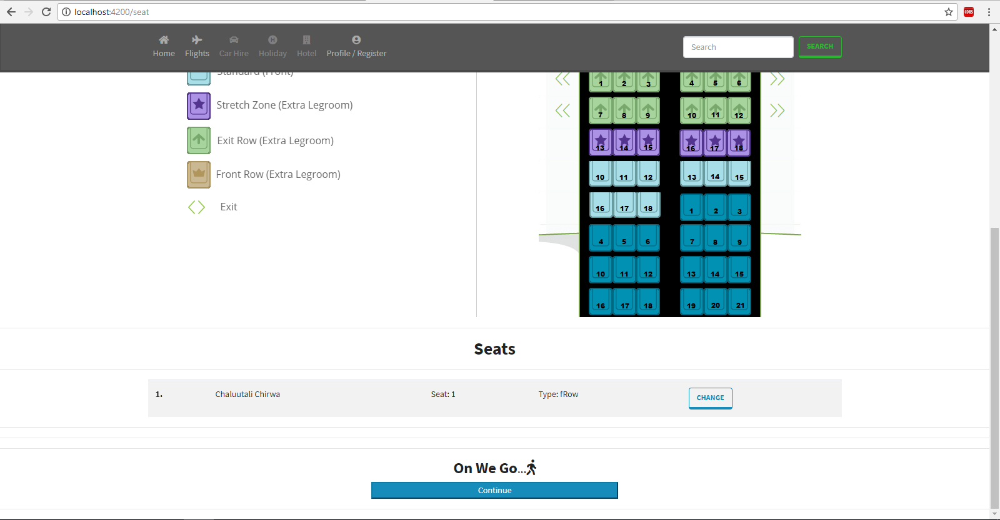 localhost:4200/seat
CORS
Home Flights Car Hire Holiday Hotel Profile / Register
H
Search SEARCH
Standard (Front)
Stretch Zone (Extra Legroom)
Exit Row (Extra Legroom)
Front Row (Extra Legroom)
Exit
1 2 3 4 5 6
7 8 9 10 11 12
13 14 15 16 17 18
10 11 12 13 14 15
16 17 18 1 2 3
4 5 6 7 8 9
10 11 12 13 14 15
16 17 18 19 20 21
Seats
1. Chaluutali Chirwa Seat: 1 Type: fRow CHANGE
On We Go...
Continue